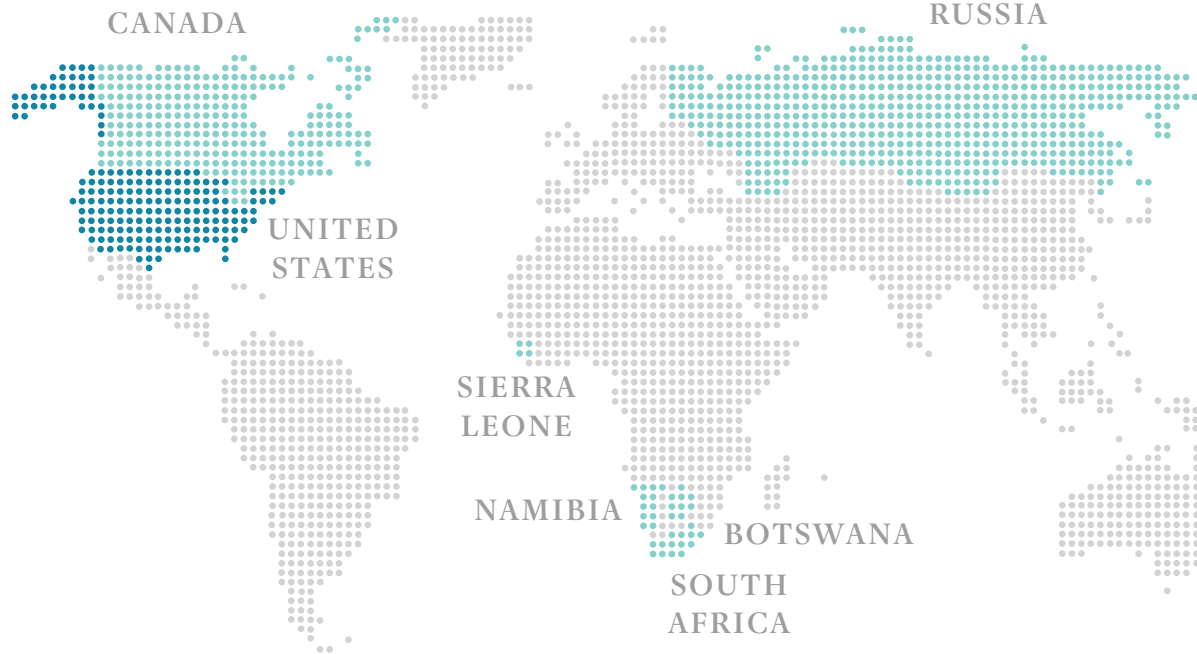 CANADA
RUSSIA
UNITED
STATES
SIERRA
LEONE
NAMIBIA
BOTSWANA
SOUTH
AFRICA